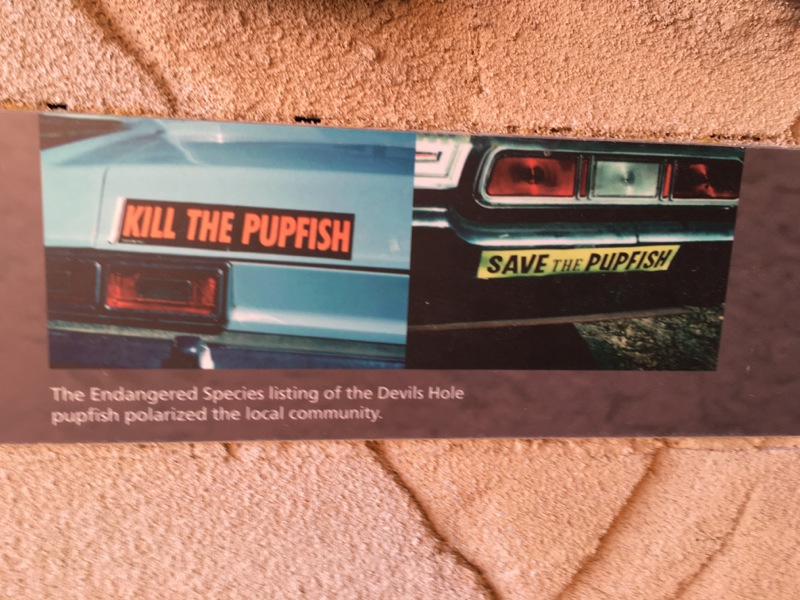 KILL THE PUPFISH
SAVE THE PUPFISH
The Endangered Species listing of the Devils Hole
pupfish polarized the local community.